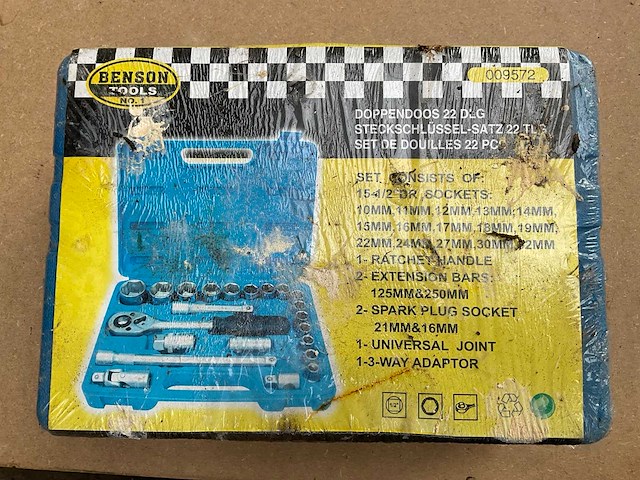 BENSON
TOOLS
NO. 1
009572
DOPPENDOOS 22 DLG
STECKSCHLÜSSEL-SATZ 22 TLG
SET DE DOUILLES 22 PC
SET CONSISTS OF:
15-1/2" DR. SOCKETS:
10MM,11MM,12MM,13MM,14MM,
15MM,16MM,17MM,18MM,19MM,
22MM,24MM,27MM,30MM,32MM
1- RATCHET HANDLE
2- EXTENSION BARS:
125MM&250MM
2- SPARK PLUG SOCKET
21MM&16MM
1- UNIVERSAL JOINT
1-3-WAY ADAPTOR